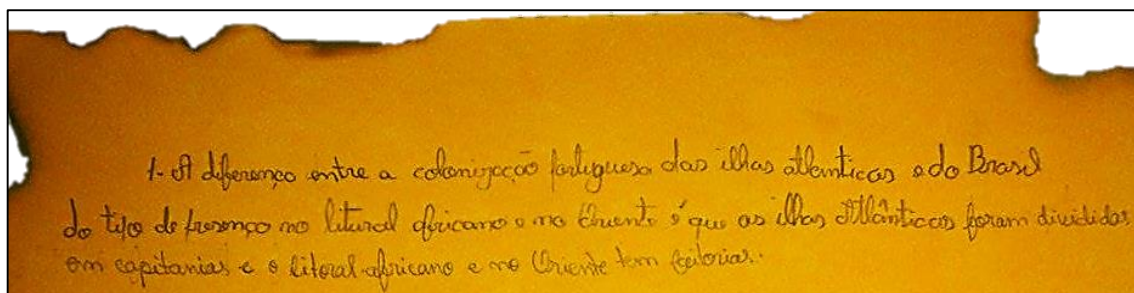 1- A diferença entre a colonização portuguesa das ilhas atlânticas e do Brasil
do tipo de presença no litural africano e no Oriente é que as ilhas Atlânticas foram divididas
em capitanias e o litoral africano e no Oriente tem feitorias.